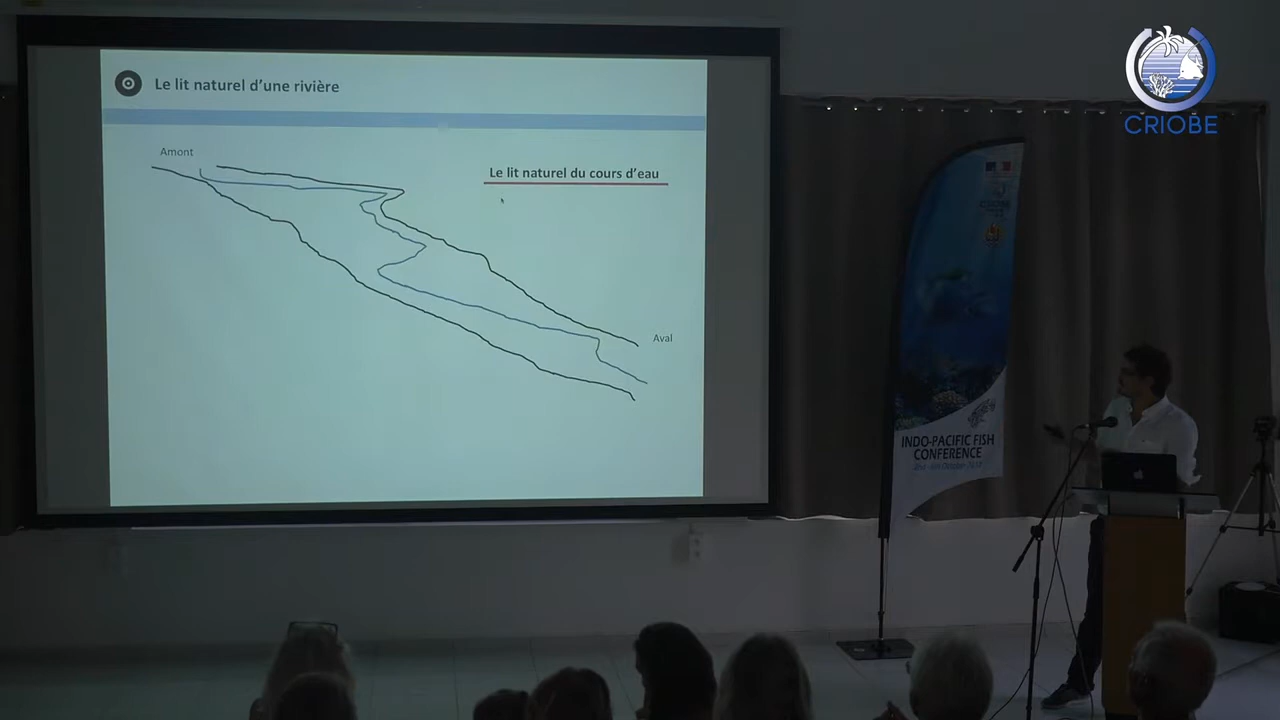 Le lit naturel d’une rivière
Amont
Le lit naturel du cours d’eau
Aval
CRIOBE
INDO-PACIFIC FISH
CONFERENCE